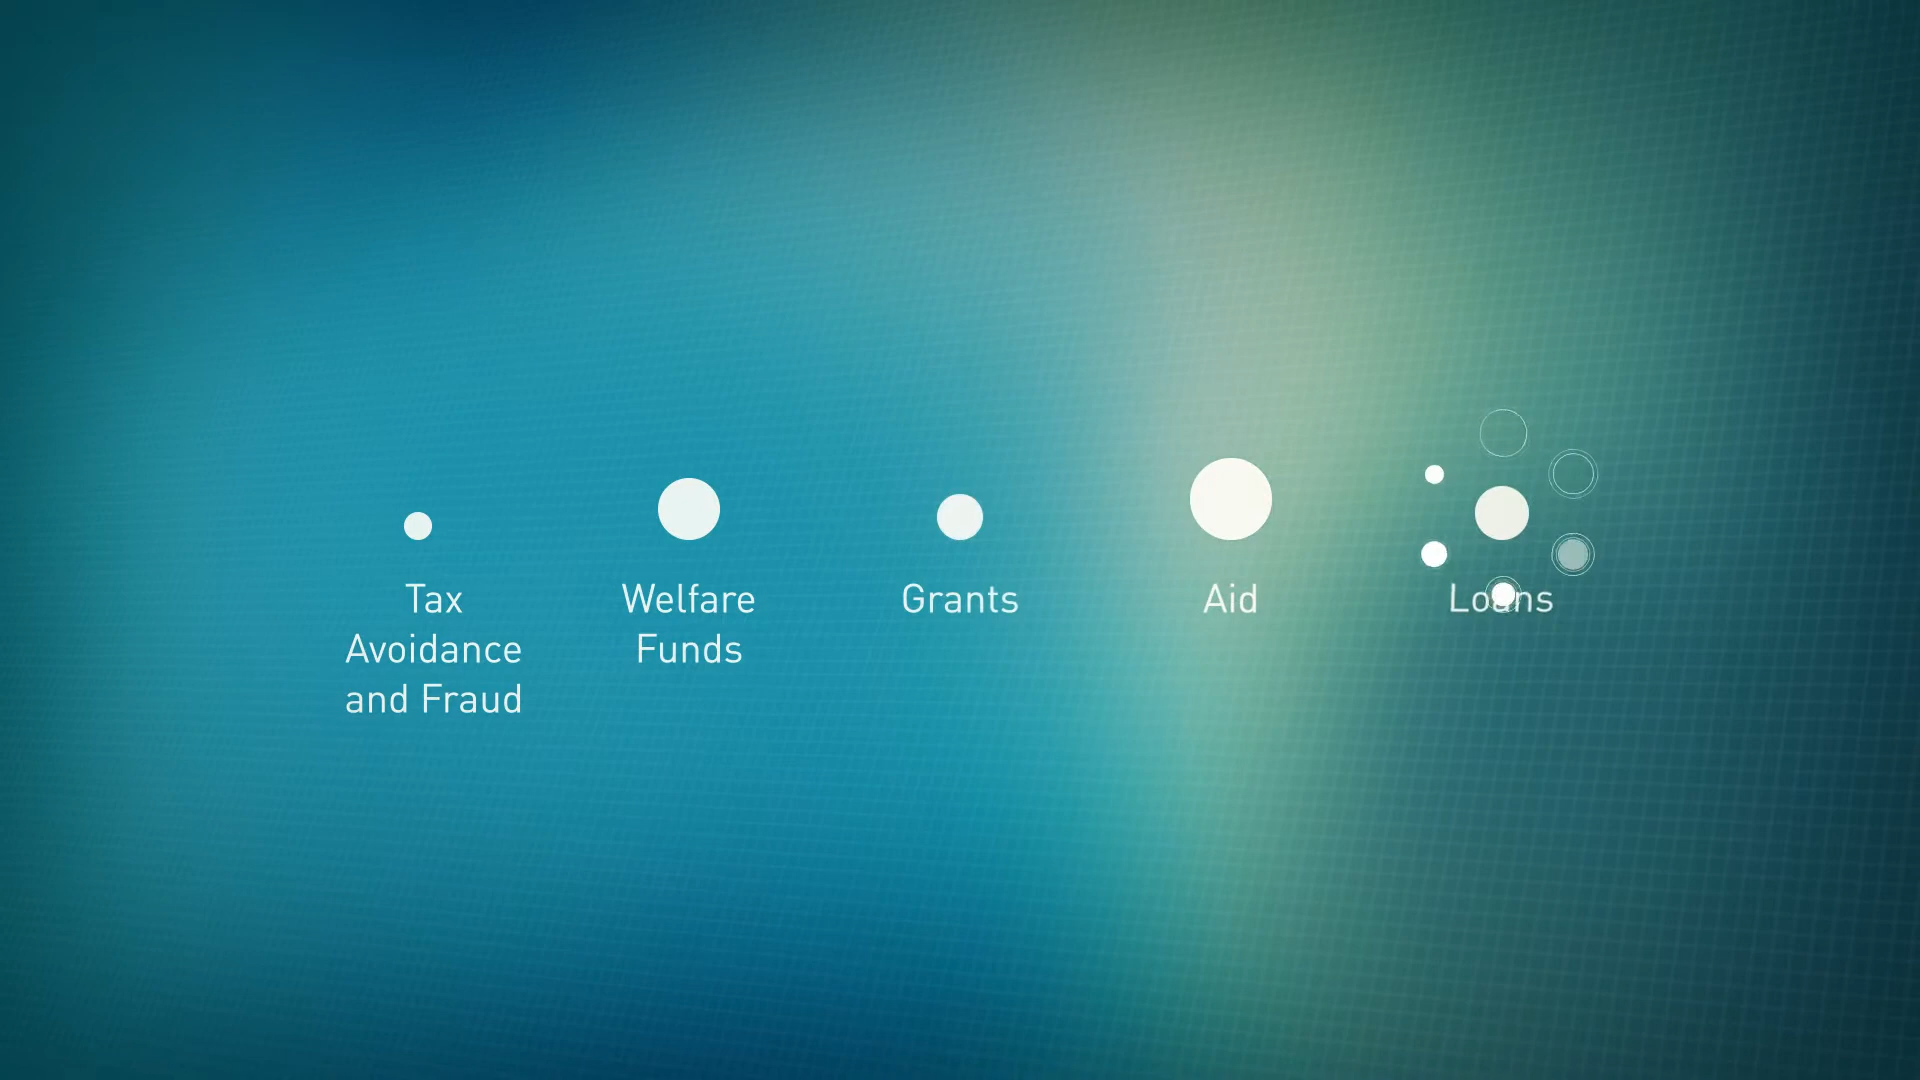 Tax
Avoidance
and Fraud
Welfare
Funds
Grants
Aid
Loans